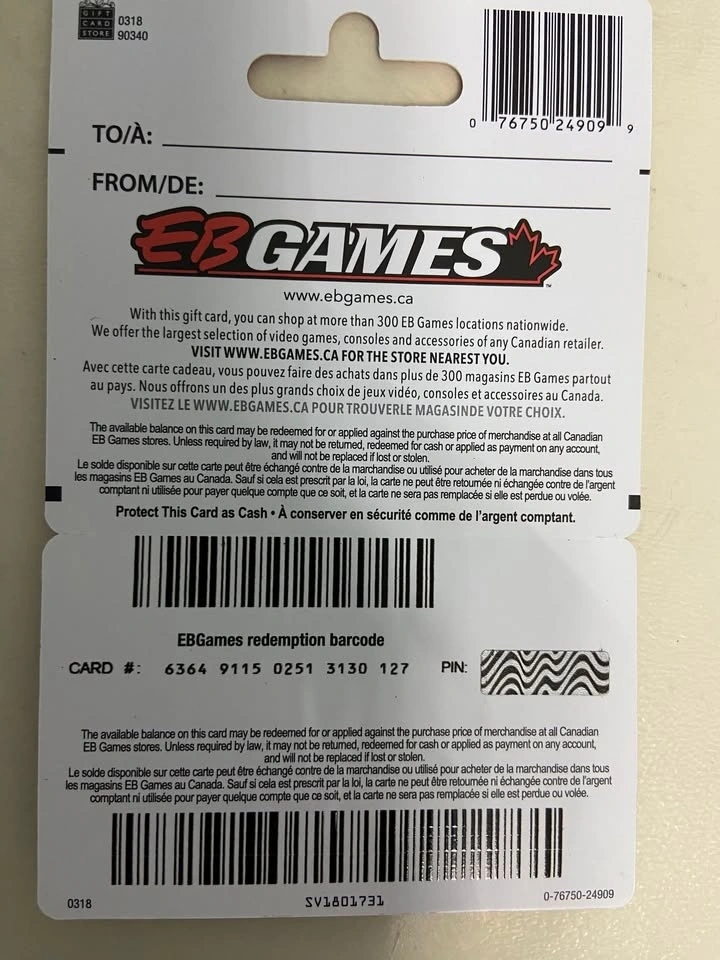 GIFT
CARD
STORE
0318
90340
0 76750 24909 9
TO/À:
FROM/DE:
EBGAMES
™
www.ebgames.ca
With this gift card, you can shop at more than 300 EB Games locations nationwide.
We offer the largest selection of video games, consoles and accessories of any Canadian retailer.
VISIT WWW.EBGAMES.CA FOR THE STORE NEAREST YOU.
Avec cette carte cadeau, vous pouvez faire des achats dans plus de 300 magasins EB Games partout
au pays. Nous offrons un des plus grands choix de jeux vidéo, consoles et accessoires au Canada.
VISITEZ LE WWW.EBGAMES.CA POUR TROUVERLE MAGASINDE VOTRE CHOIX.
The available balance on this card may be redeemed for or applied against the purchase price of merchandise at all Canadian
EB Games stores. Unless required by law, it may not be returned, redeemed for cash or applied as payment on any account,
and will not be replaced if lost or stolen.
Le solde disponible sur cette carte peut être échangé contre de la marchandise ou utilisé pour acheter de la marchandise dans tous
les magasins EB Games au Canada. Sauf si cela est prescrit par la loi, la carte ne peut être retournée ni échangée contre de l'argent
comptant ni utilisée pour payer quelque compte que ce soit, et la carte ne sera pas remplacée si elle est perdue ou volée.
Protect This Card as Cash • À conserver en sécurité comme de l'argent comptant.
EBGames redemption barcode
CARD #: 6364 9115 0251 3130 127 PIN:
The available balance on this card may be redeemed for or applied against the purchase price of merchandise at all Canadian
EB Games stores. Unless required by law, it may not be returned, redeemed for cash or applied as payment on any account,
and will not be replaced if lost or stolen.
Le solde disponible sur cette carte peut être échangé contre de la marchandise ou utilisé pour acheter de la marchandise dans tous
les magasins EB Games au Canada. Sauf si cela est prescrit par la loi, la carte ne peut être retournée ni échangée contre de l'argent
comptant ni utilisée pour payer quelque compte que ce soit, et la carte ne sera pas remplacée si elle est perdue ou volée.
0318 SV1801731 0-76750-24909